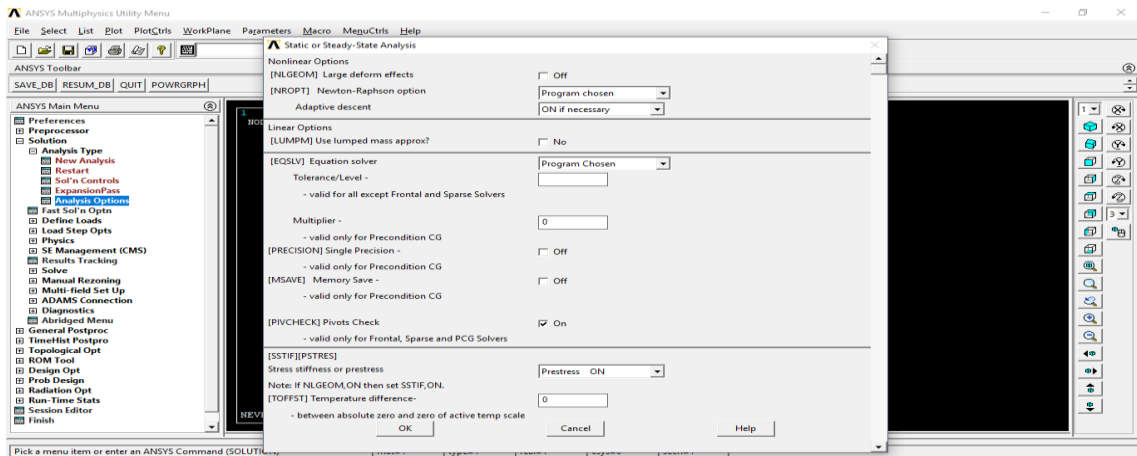 ANSYS Multiphysics Utility Menu
File Select List Plot PlotCtrls WorkPlane Parameters Macro MenuCtrls Help
ANSYS Toolbar
SAVE_DB RESUM_DB QUIT POWRGRPH
ANSYS Main Menu
Preferences
Preprocessor
Solution
Analysis Type
New Analysis
Restart
Sol'n Controls
ExpansionPass
Analysis Options
Fast Sol'n Optn
Define Loads
Load Step Opts
Physics
SE Management (CMS)
Results Tracking
Solve
Manual Rezoning
Multi-field Set Up
ADAMS Connection
Diagnostics
Abridged Menu
General Postproc
TimeHist Postpro
Topological Opt
ROM Tool
Design Opt
Prob Design
Radiation Opt
Run-Time Stats
Session Editor
Finish
1
Static or Steady-State Analysis
Nonlinear Options
[NLGEOM] Large deform effects Off
[NROPT] Newton-Raphson option Program chosen
Adaptive descent ON if necessary
Linear Options
[LUMPM] Use lumped mass approx? No
[EQSLV] Equation solver Program Chosen
Tolerance/Level -
- valid for all except Frontal and Sparse Solvers
Multiplier - 0
- valid only for Precondition CG
[PRECISION] Single Precision - Off
- valid only for Precondition CG
[MSAVE] Memory Save - Off
- valid only for Precondition CG
[PIVCHECK] Pivots Check On
- valid only for Frontal, Sparse and PCG Solvers
[SSTIF][PSTRES]
Stress stiffness or prestress Prestress ON
Note: If NLGEOM,ON then set SSTIF,ON.
[TOFFST] Temperature difference- 0
- between absolute zero and zero of active temp scale
OK Cancel Help
1
3
Pick a menu item or enter an ANSYS Command (SOLUTI